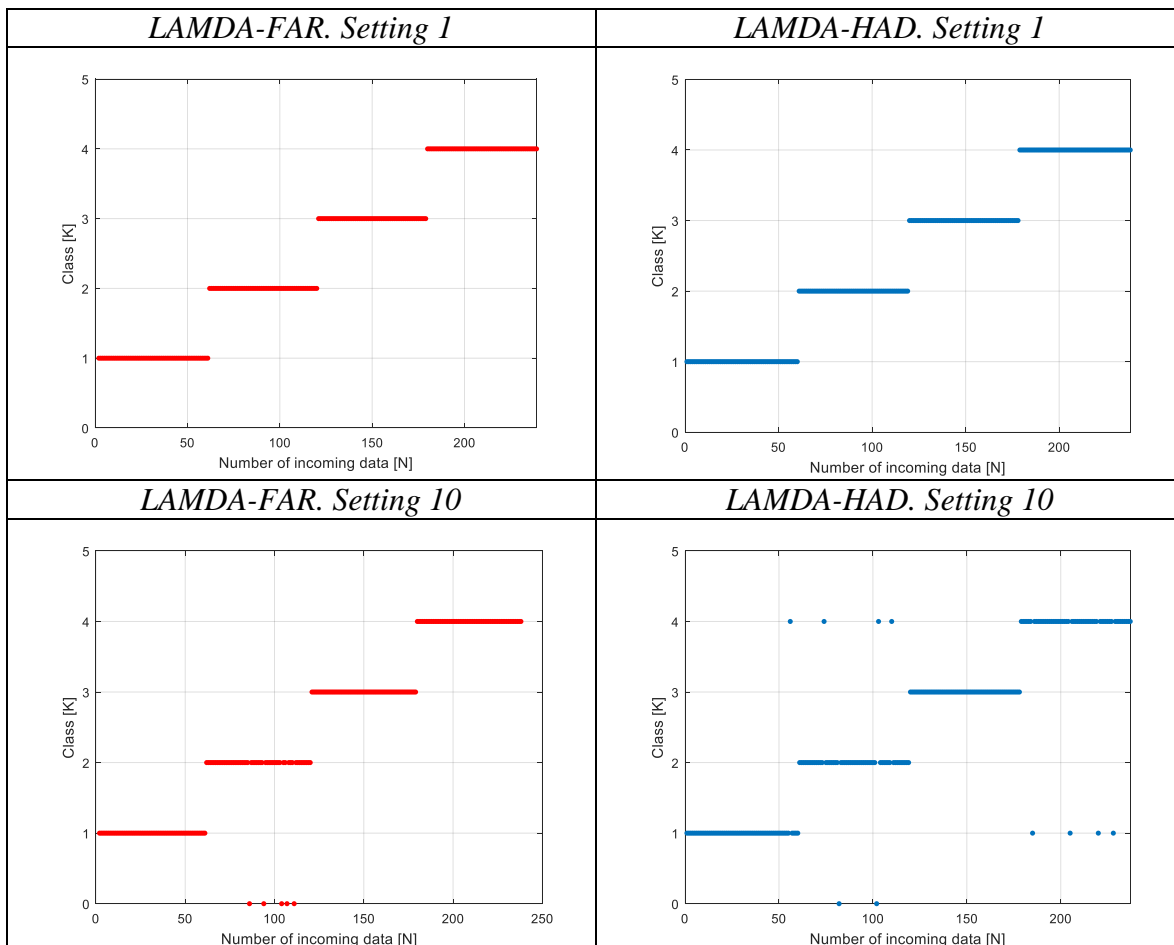 LAMDA-FAR. Setting 1
LAMDA-HAD. Setting 1
5
4
3
2
1
0
Class [K]
0 50 100 150 200
Number of incoming data [N]
5
4
3
2
1
0
Class [K]
0 50 100 150 200
Number of incoming data [N]
LAMDA-FAR. Setting 10
LAMDA-HAD. Setting 10
5
4
3
2
1
0
Class [K]
0 50 100 150 200 250
Number of incoming data [N]
5
4
3
2
1
0
Class [K]
0 50 100 150 200
Number of incoming data [N]